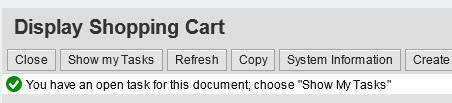 Display Shopping Cart
Close Show my Tasks Refresh Copy System Information Create
You have an open task for this document; choose "Show My Tasks"